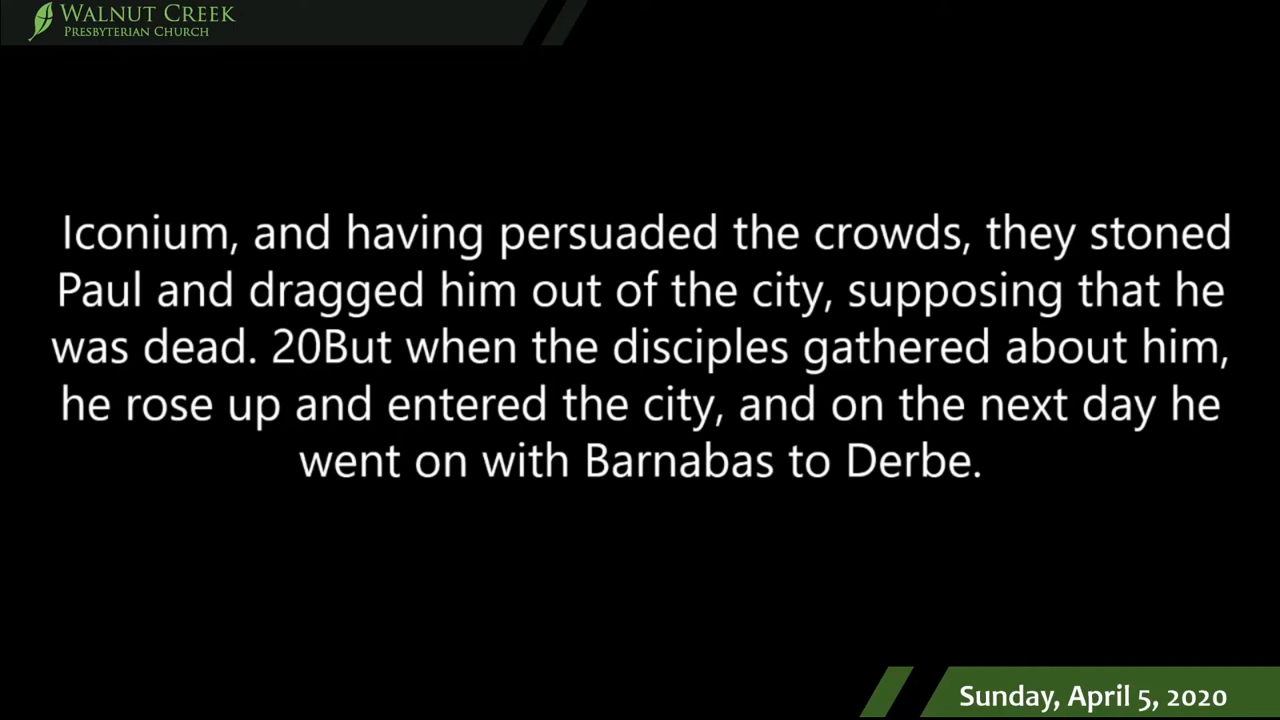 WALNUT CREEK
PRESBYTERIAN CHURCH
Iconium, and having persuaded the crowds, they stoned
Paul and dragged him out of the city, supposing that he
was dead. 20But when the disciples gathered about him,
he rose up and entered the city, and on the next day he
went on with Barnabas to Derbe.
Sunday, April 5, 2020